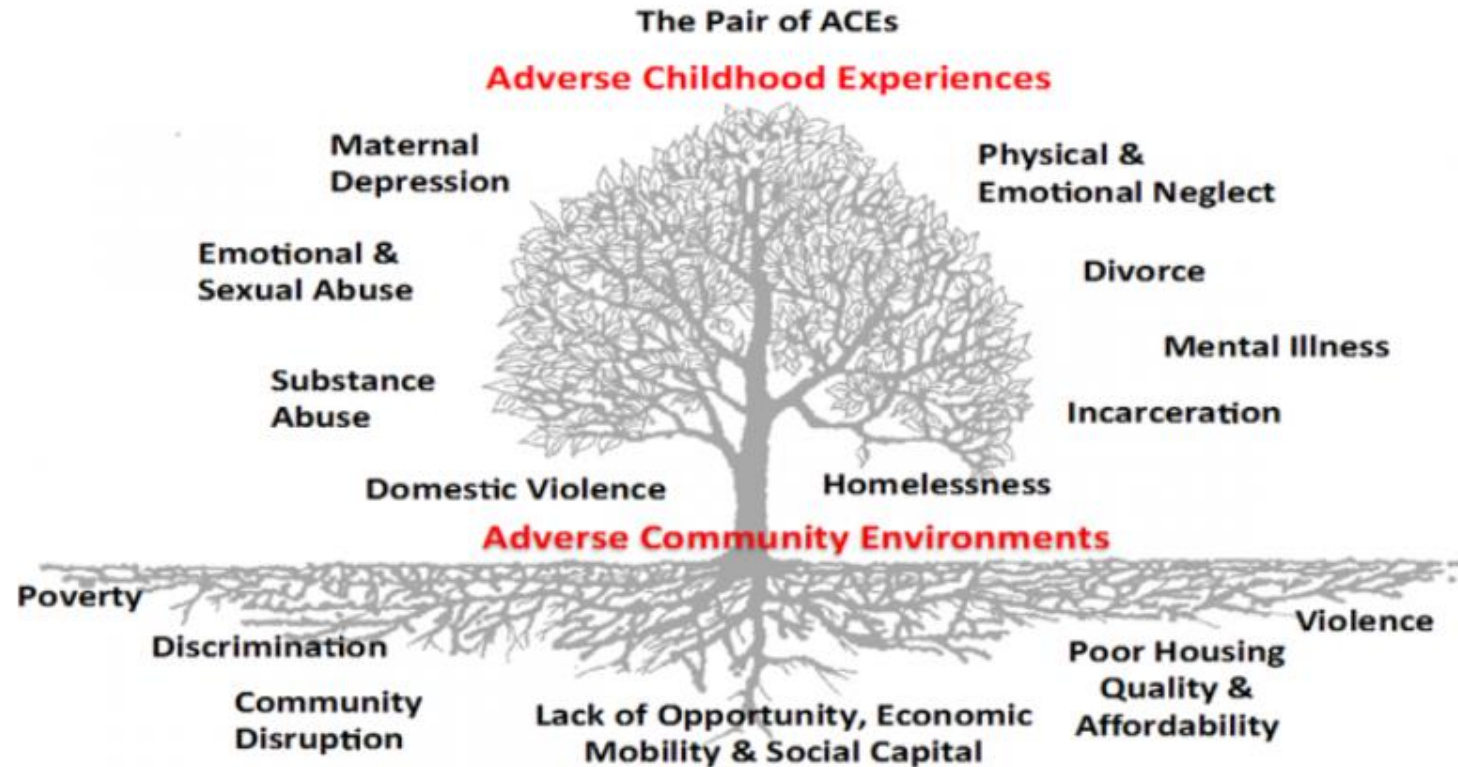 The Pair of ACEs
Adverse Childhood Experiences
Maternal
Depression
Physical &
Emotional Neglect
Emotional &
Sexual Abuse
Divorce
Mental Illness
Substance
Abuse
Incarceration
Domestic Violence
Homelessness
Adverse Community Environments
Poverty
Violence
Discrimination
Poor Housing
Quality &
Affordability
Community
Disruption
Lack of Opportunity, Economic
Mobility & Social Capital